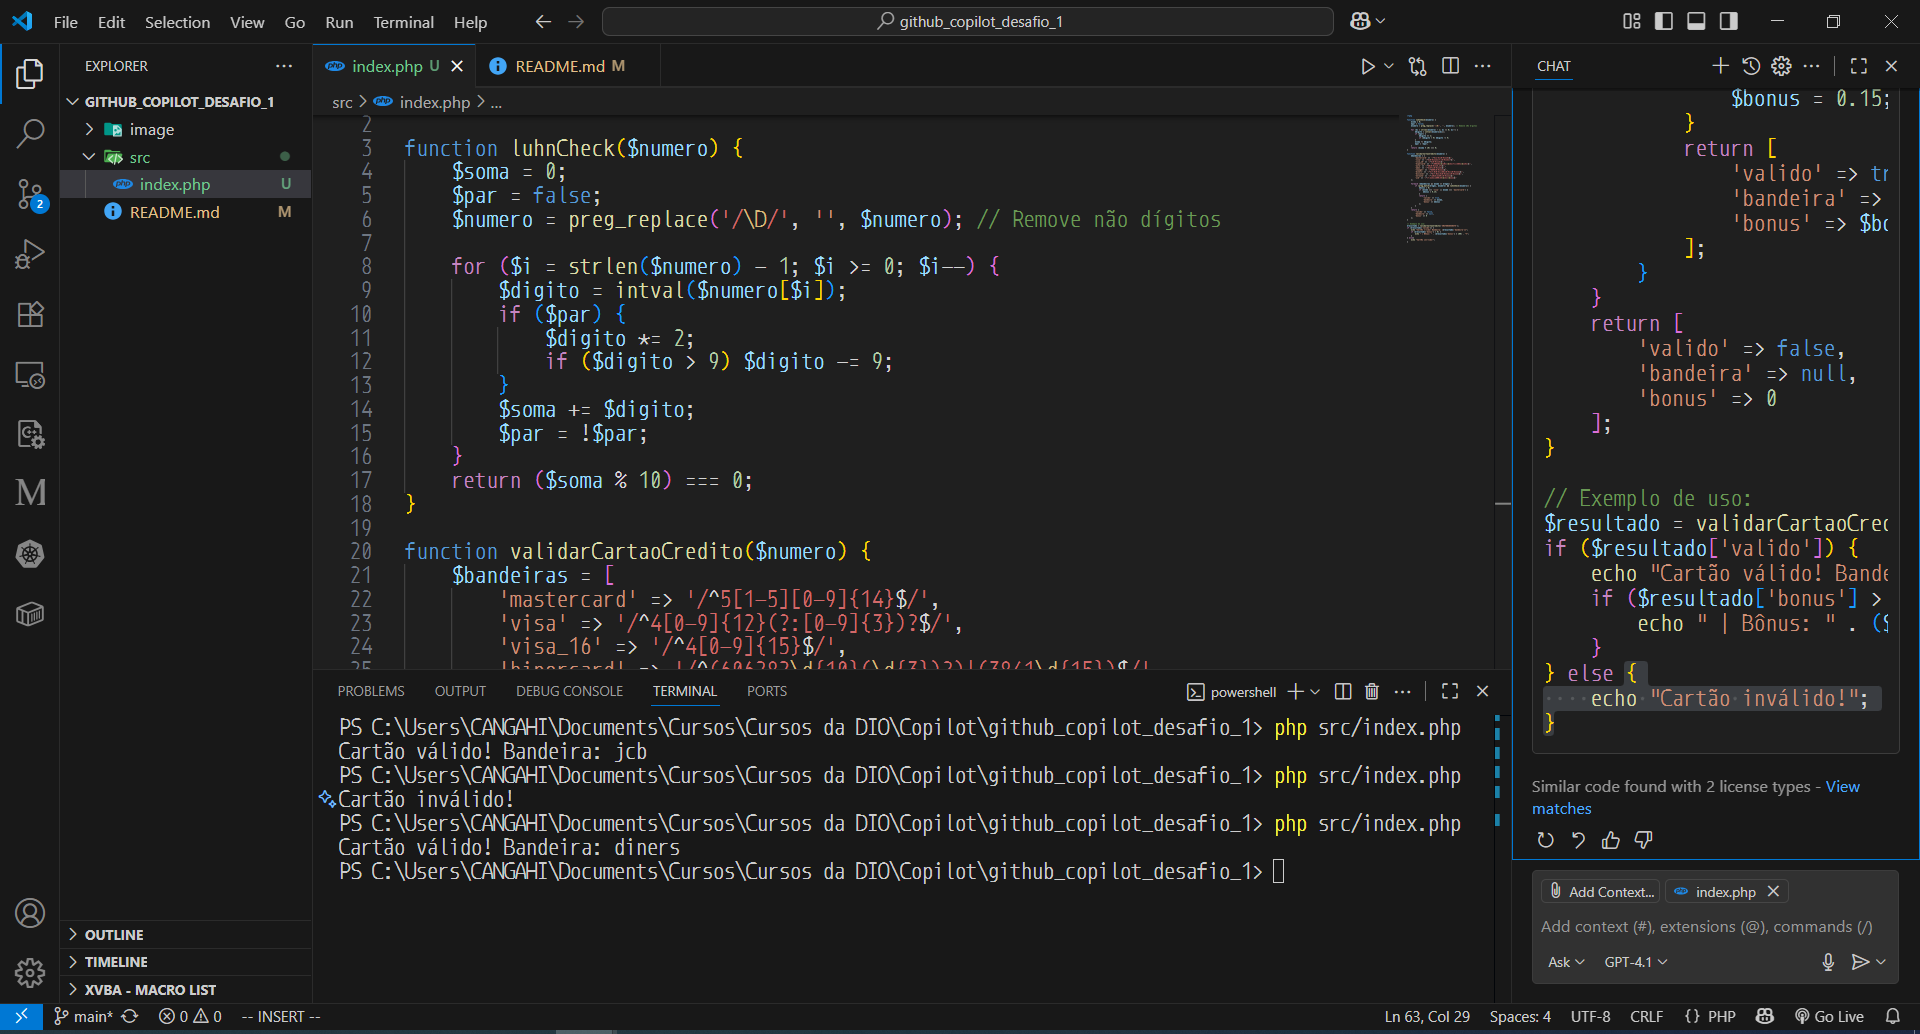 File Edit Selection View Go Run Terminal Help
github_copilot_desafio_1
EXPLORER
GITHUB_COPILOT_DESAFIO_1
image
src
index.php U
README.md M
OUTLINE
TIMELINE
XVBA - MACRO LIST
2
index.php U
README.md M
src > index.php > ...
2
3 function luhnCheck($numero) {
4 $soma = 0;
5 $par = false;
6 $numero = preg_replace('/\D/', '', $numero); // Remove não dígitos
7
8 for ($i = strlen($numero) - 1; $i >= 0; $i--) {
9 $digito = intval($numero[$i]);
10 if ($par) {
11 $digito *= 2;
12 if ($digito > 9) $digito -= 9;
13 }
14 $soma += $digito;
15 $par = !$par;
16 }
17 return ($soma % 10) === 0;
18 }
19
20 function validarCartaoCredito($numero) {
21 $bandeiras = [
22 'mastercard' => '/^5[1-5][0-9]{14}$/',
23 'visa' => '/^4[0-9]{12}(?:[0-9]{3})?$/',
24 'visa_16' => '/^4[0-9]{15}$/',
25 'hipercard' => '/^(606282\d{10}(\d{3})?)|(3841\d{15})$/'
PROBLEMS OUTPUT DEBUG CONSOLE TERMINAL PORTS
powershell
PS C:\Users\CANGAHI\Documents\Cursos\Cursos da DIO\Copilot\github_copilot_desafio_1> php src/index.php
Cartão válido! Bandeira: jcb
PS C:\Users\CANGAHI\Documents\Cursos\Cursos da DIO\Copilot\github_copilot_desafio_1> php src/index.php
Cartão inválido!
PS C:\Users\CANGAHI\Documents\Cursos\Cursos da DIO\Copilot\github_copilot_desafio_1> php src/index.php
Cartão válido! Bandeira: diners
PS C:\Users\CANGAHI\Documents\Cursos\Cursos da DIO\Copilot\github_copilot_desafio_1>
CHAT
$bonus = 0.15;
}
return [
'valido' => tr
'bandeira' =>
'bonus' => $bo
];
}
}
return [
'valido' => false,
'bandeira' => null,
'bonus' => 0
];
}
// Exemplo de uso:
$resultado = validarCartaoCred
if ($resultado['valido']) {
echo "Cartão válido! Bande
if ($resultado['bonus'] >
echo " | Bônus: " . ($
}
} else {
echo "Cartão inválido!";
}
Similar code found with 2 license types - View
matches
Add Context... index.php
Add context (#), extensions (@), commands (/)
Ask GPT-4.1
main* 0 0 -- INSERT --
Ln 63, Col 29 Spaces: 4 UTF-8 CRLF {} PHP Go Live